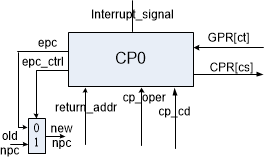 Interrupt_signal
epc
GPR[ct]
epc_ctrl
CP0
CPR[cs]
return_addr
cp_oper
cp_cd
old
npc
0
1
new
npc